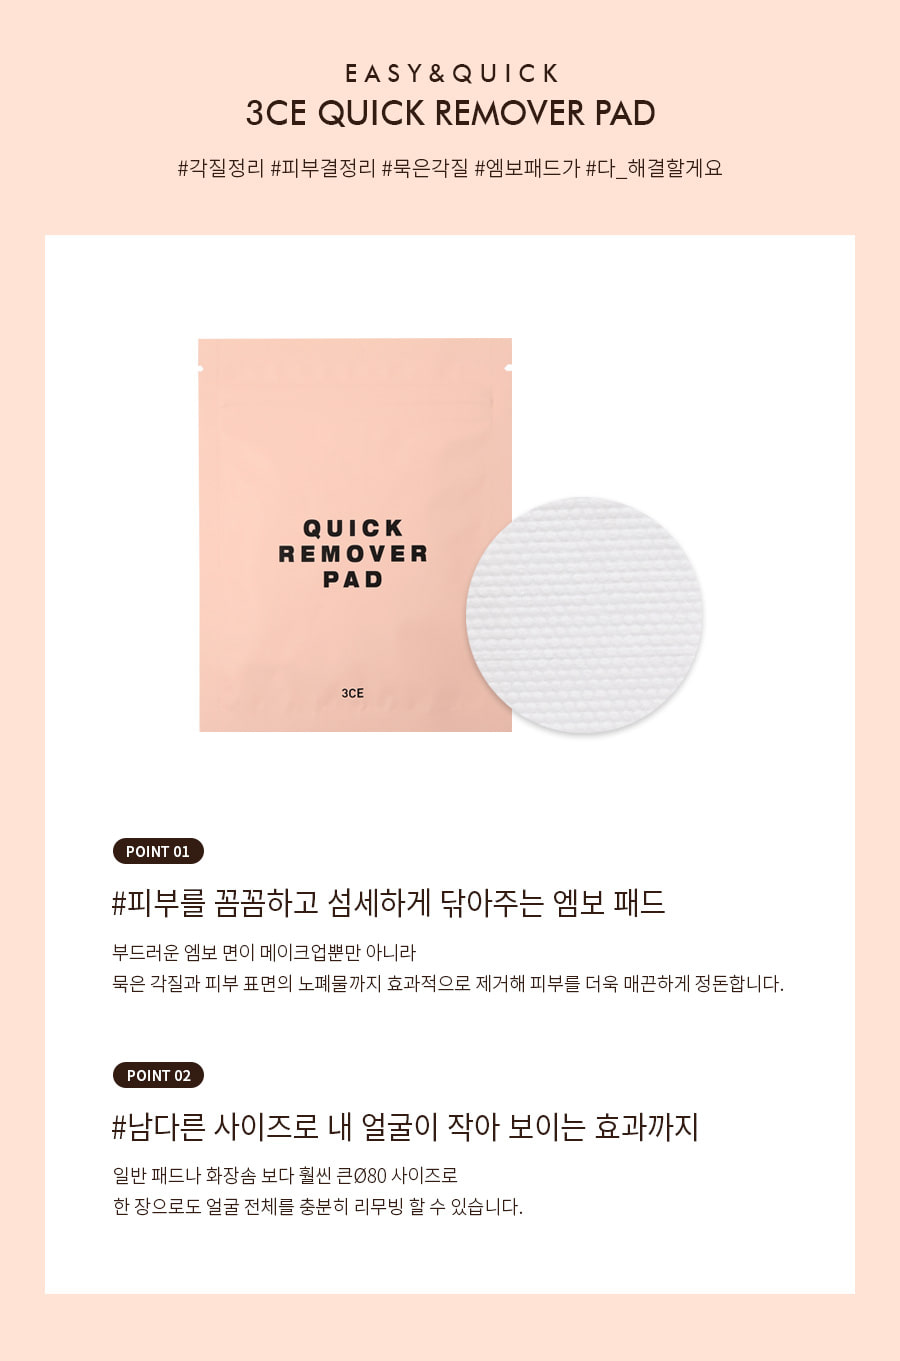 EASY&QUICK
3CE QUICK REMOVER PAD
#각질정리 #피부결정리 #묵은각질 #엠보패드가 #다_해결할게요
QUICK
REMOVER
PAD
3CE
POINT 01
#피부를 꼼꼼하고 섬세하게 닦아주는 엠보 패드
부드러운 엠보 면이 메이크업뿐만 아니라
묵은 각질과 피부 표면의 노폐물까지 효과적으로 제거해 피부를 더욱 매끈하게 정돈합니다.
POINT 02
#남다른 사이즈로 내 얼굴이 작아 보이는 효과까지
일반 패드나 화장솜 보다 훨씬 큰Ø80 사이즈로
한 장으로도 얼굴 전체를 충분히 리무빙 할 수 있습니다.